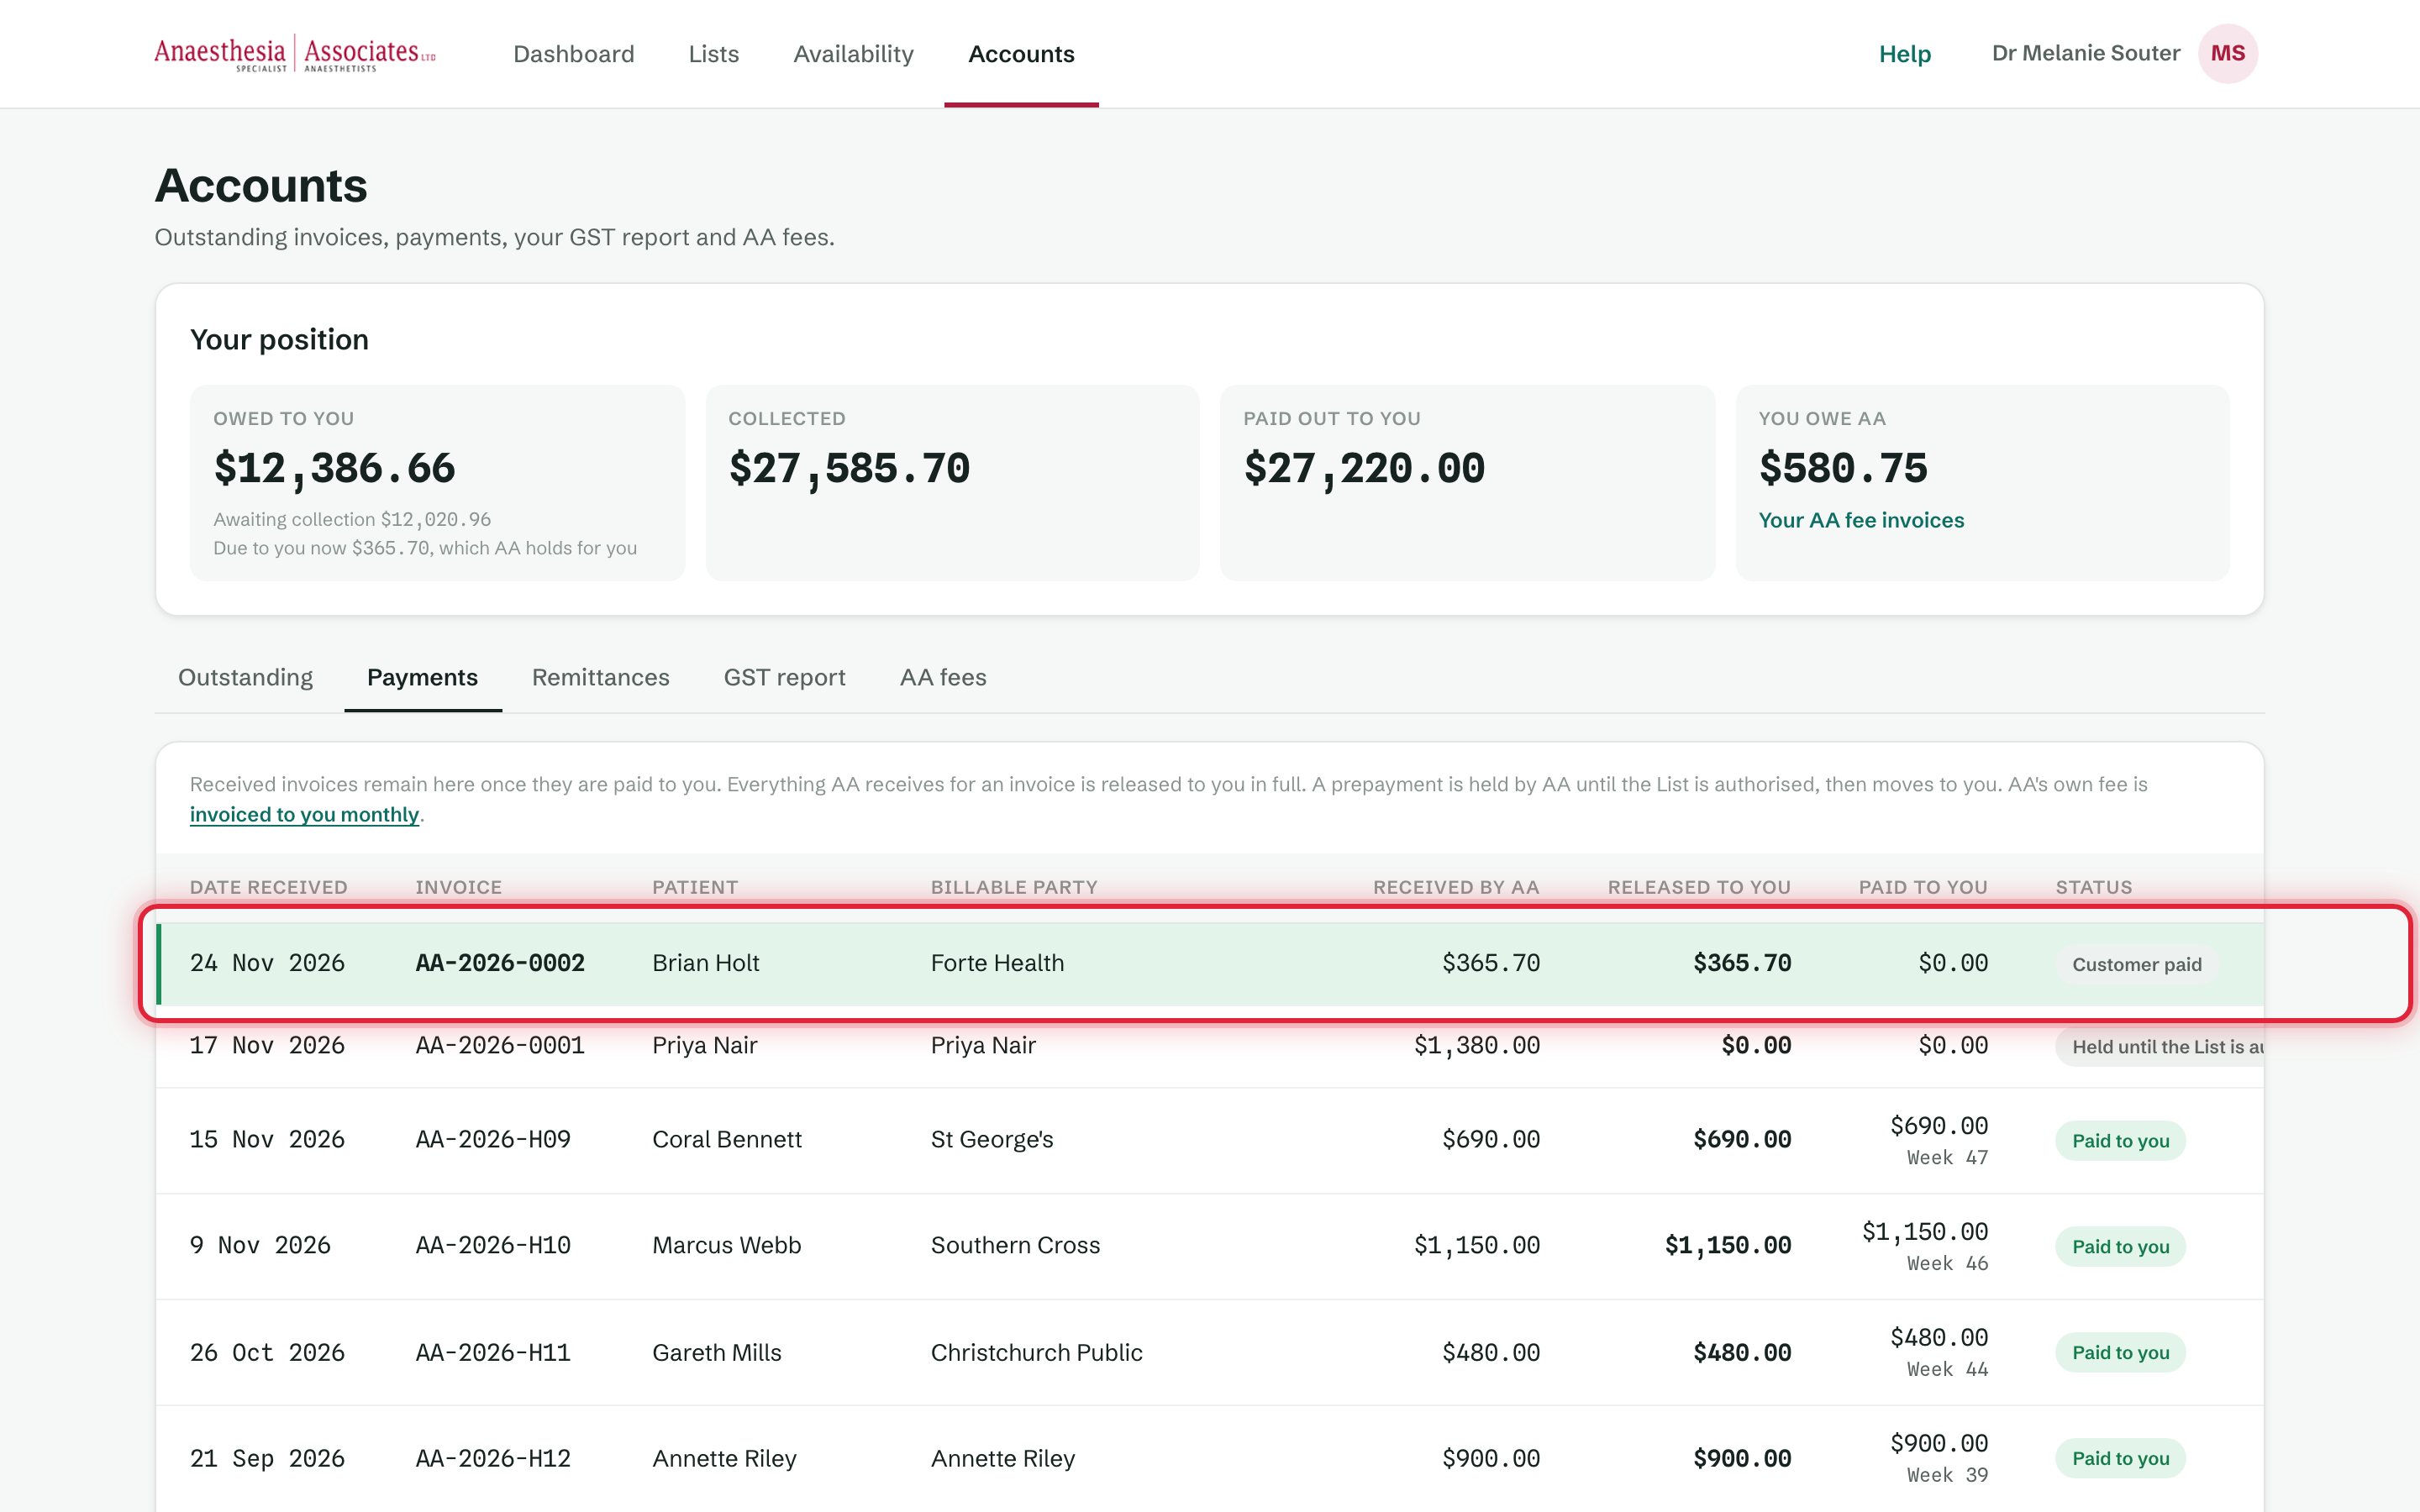 Anaesthesia | Associates LTD
SPECIALIST ANAESTHETISTS
Dashboard Lists Availability Accounts Help Dr Melanie Souter MS
Accounts
Outstanding invoices, payments, your GST report and AA fees.
Your position
OWED TO YOU COLLECTED PAID OUT TO YOU YOU OWE AA
$12,386.66 $27,585.70 $27,220.00 $580.75
Awaiting collection $12,020.96 Your AA fee invoices
Due to you now $365.70, which AA holds for you
Outstanding Payments Remittances GST report AA fees
Received invoices remain here once they are paid to you. Everything AA receives for an invoice is released to you in full. A prepayment is held by AA until the List is authorised, then moves to you. AA's own fee is
invoiced to you monthly.
DATE RECEIVED INVOICE PATIENT BILLABLE PARTY RECEIVED BY AA RELEASED TO YOU PAID TO YOU STATUS
24 Nov 2026 AA-2026-0002 Brian Holt Forte Health $365.70 $365.70 $0.00 Customer paid
17 Nov 2026 AA-2026-0001 Priya Nair Priya Nair $1,380.00 $0.00 $0.00 Held until the List is
15 Nov 2026 AA-2026-H09 Coral Bennett St George's $690.00 $690.00 $690.00 Paid to you
Week 47
9 Nov 2026 AA-2026-H10 Marcus Webb Southern Cross $1,150.00 $1,150.00 $1,150.00 Paid to you
Week 46
26 Oct 2026 AA-2026-H11 Gareth Mills Christchurch Public $480.00 $480.00 $480.00 Paid to you
Week 44
21 Sep 2026 AA-2026-H12 Annette Riley Annette Riley $900.00 $900.00 $900.00 Paid to you
Week 39